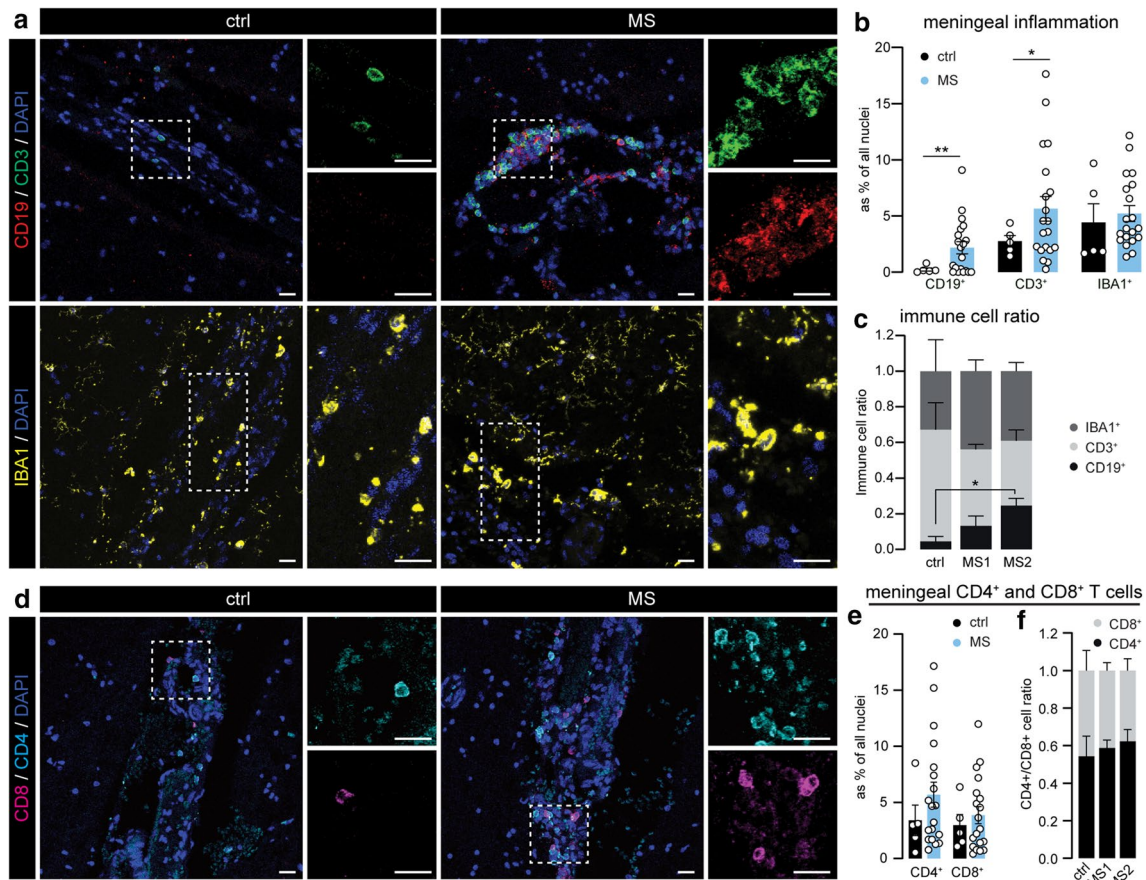 a
ctrl
MS
CD19 / CD3 / DAPI
IBA1/ DAPI
b
meningeal inflammation
as % of all nuclei
20
15
10
5
0
ctrl
MS
**
*
CD19⁺
CD3⁺
IBA1⁺
c
immune cell ratio
Immune cell ratio
1.2
1.0
0.8
0.6
0.4
0.2
0.0
*
ctrl
MS1
MS2
IBA1⁺
CD3⁺
CD19⁺
d
ctrl
MS
CD8 / CD4 / DAPI
meningeal CD4⁺ and CD8⁺ T cells
e
as % of all nuclei
20
15
10
5
0
ctrl
MS
CD4⁺
CD8⁺
f
CD8⁺
CD4⁺
CD4+/CD8+ cell ratio
1.2
1.0
0.8
0.6
0.4
0.2
0.0
ctrl
MS1
MS2